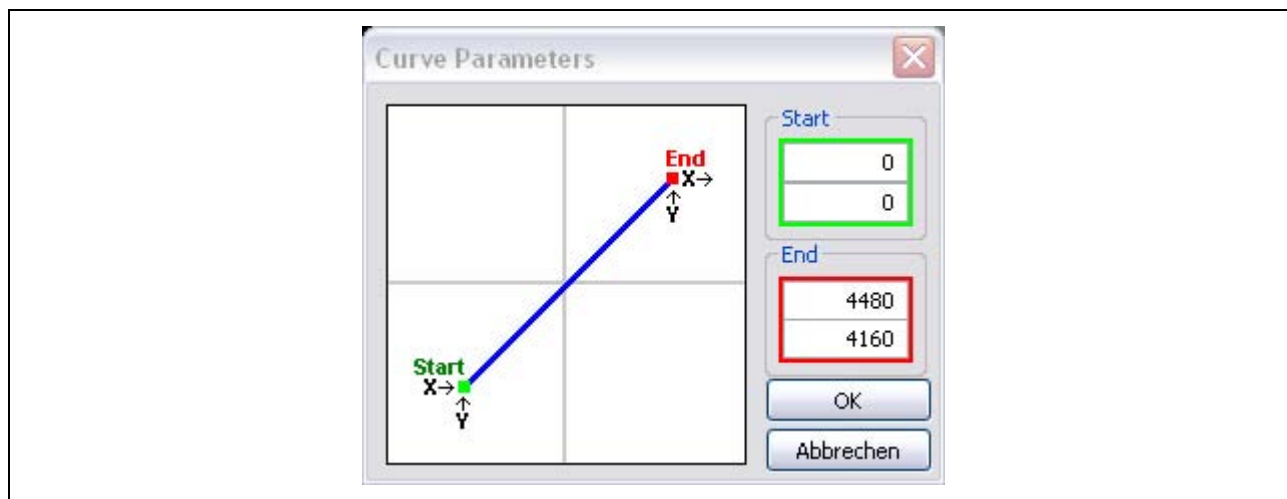 Curve Parameters
End
X→
↑
Y
Start
X→
↑
Y
Start
0
0
End
4480
4160
OK
Abbrechen